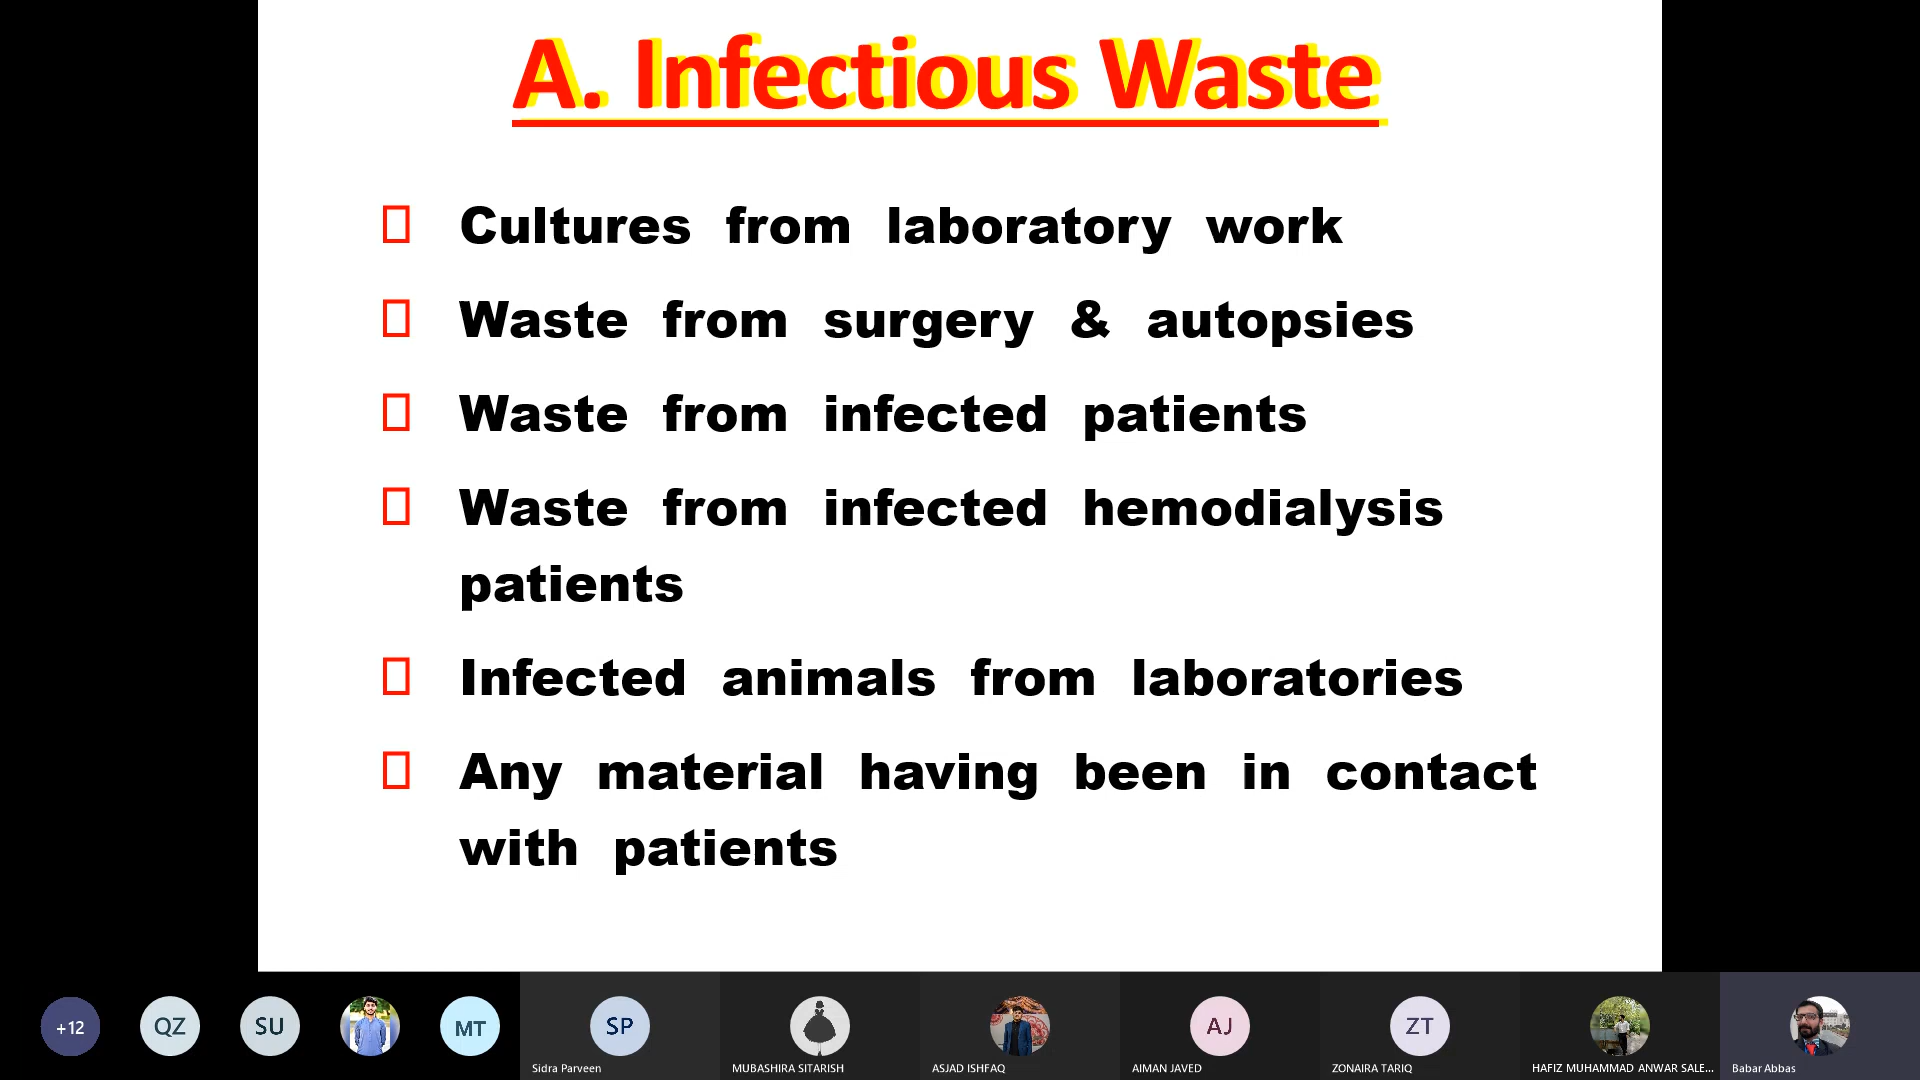 A. Infectious Waste
Cultures from laboratory work
Waste from surgery & autopsies
Waste from infected patients
Waste from infected hemodialysis
patients
Infected animals from laboratories
Any material having been in contact
with patients
+12
QZ
SU
MT
SP
AJ
ZT
Sidra Parveen
MUBASHIRA SITARISH
ASJAD ISHFAQ
AIMAN JAVED
ZONAIRA TARIQ
HAFIZ MUHAMMAD ANWAR SALE...
Babar Abbas